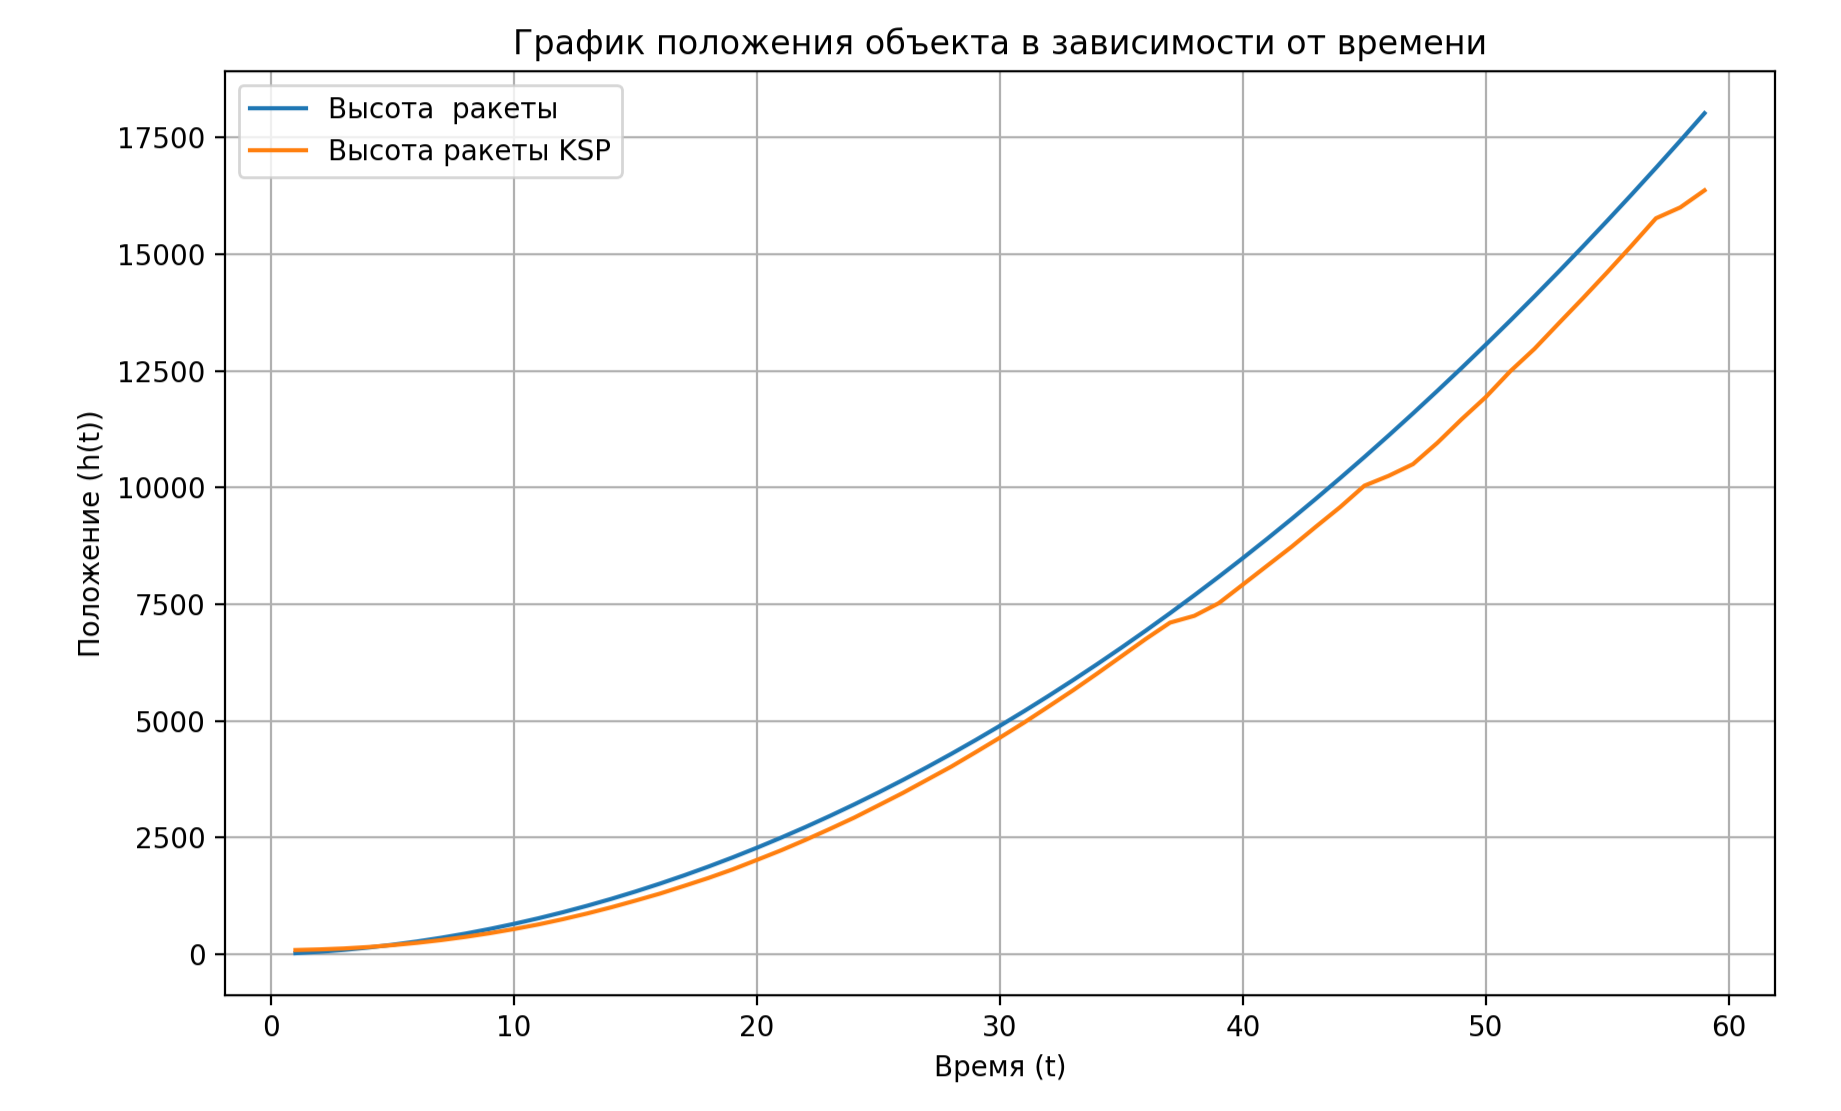 График положения объекта в зависимости от времени
Высота  ракеты
Высота ракеты KSP
17500
15000
12500
10000
7500
5000
2500
0
Положение (h(t))
0 10 20 30 40 50 60
Время (t)